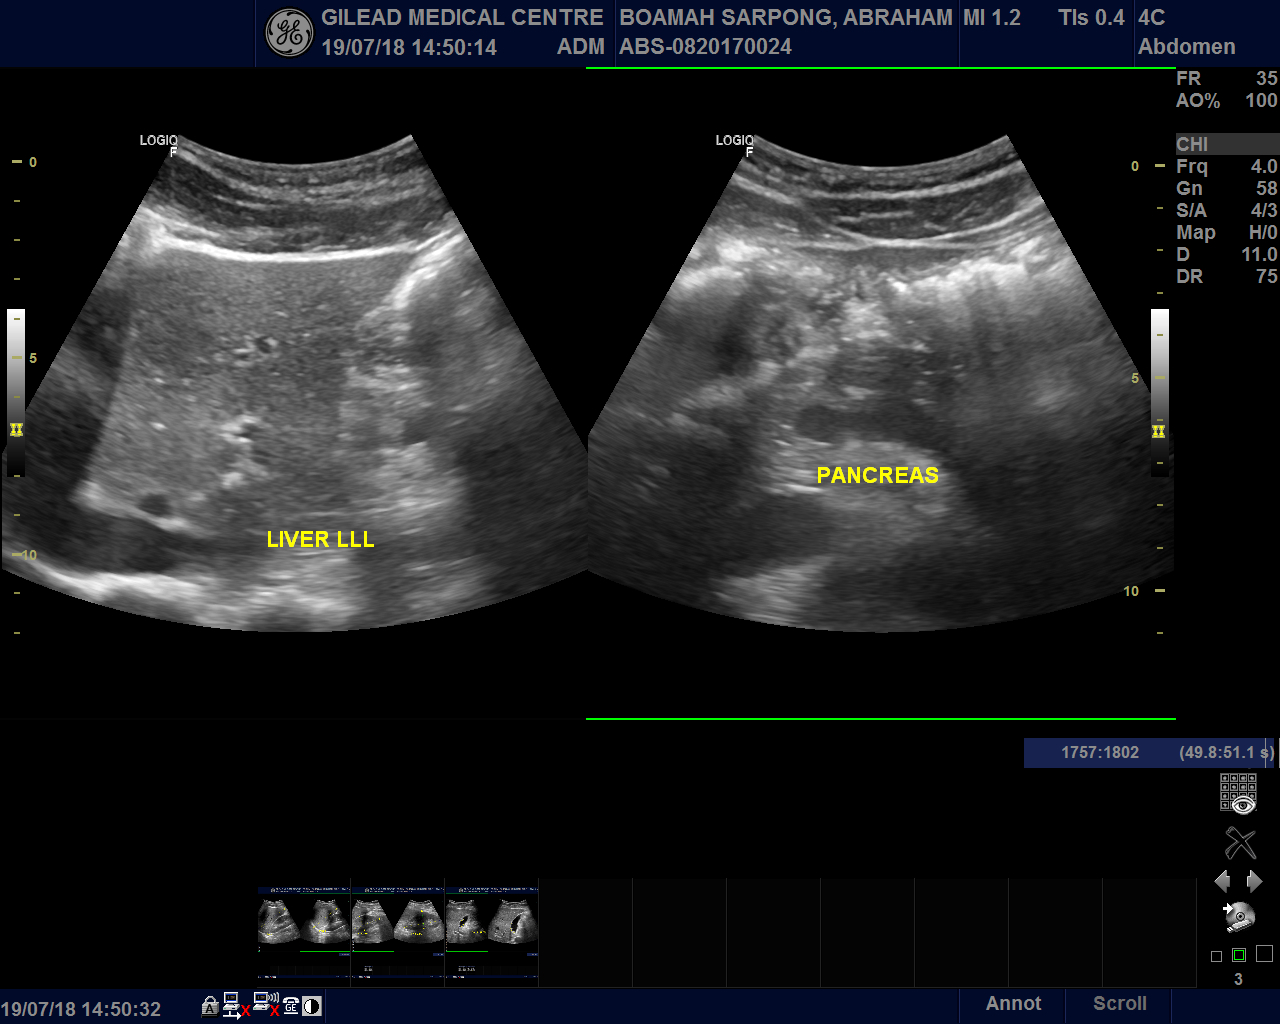 GILEAD MEDICAL CENTRE
19/07/18 14:50:14 ADM
BOAMAH SARPONG, ABRAHAM
ABS-0820170024
MI 1.2 TIs 0.4
4C
Abdomen
FR 35
AO% 100
CHI
Frq 4.0
Gn 58
S/A 4/3
Map H/0
D 11.0
DR 75
LOGIQ
F
0
5
10
LIVER LLL
LOGIQ
F
0
5
10
PANCREAS
1757:1802 (49.8:51.1 s)
3
19/07/18 14:50:32
A
GE
Annot
Scroll